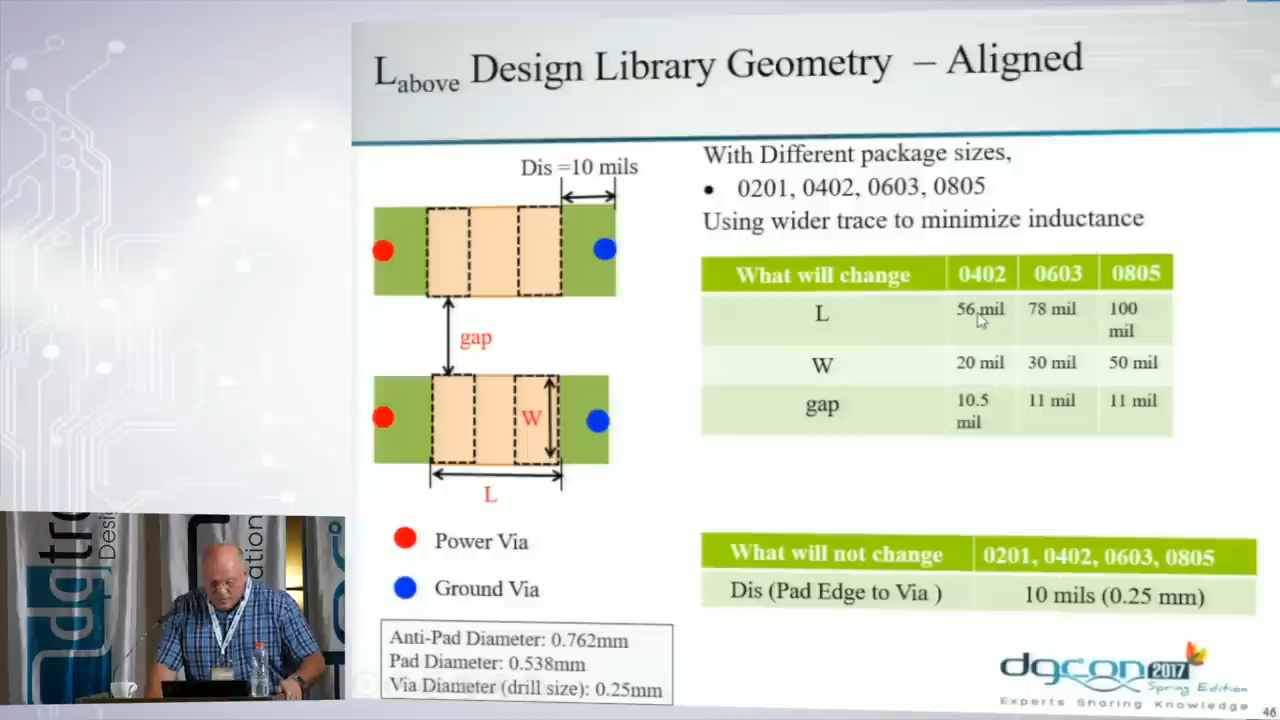 L above Design Library Geometry – Aligned
Dis =10 mils
gap
W
L
Power Via
Ground Via
Anti-Pad Diameter: 0.762mm
Pad Diameter: 0.538mm
Via Diameter (drill size): 0.25mm
With Different package sizes,
• 0201, 0402, 0603, 0805
Using wider trace to minimize inductance
What will change 0402 0603 0805
L 56 mil 78 mil 100 mil
W 20 mil 30 mil 50 mil
gap 10.5 mil 11 mil 11 mil
What will not change 0201, 0402, 0603, 0805
Dis (Pad Edge to Via ) 10 mils (0.25 mm)
dgcon 2017
Spring Edition
Experts Sharing Knowledge
46
Desi
ation